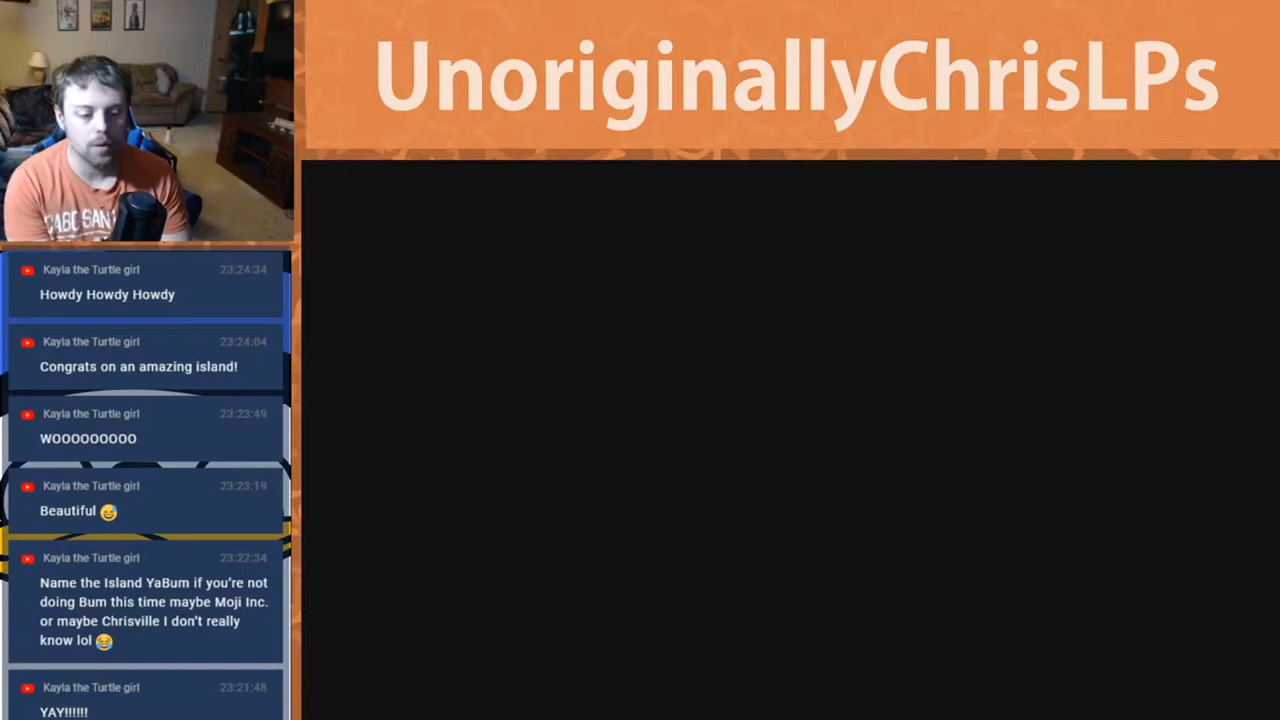 UnoriginallyChrisLPs
CABO SAN
Kayla the Turtle girl 23:24:34
Howdy Howdy Howdy
Kayla the Turtle girl 23:24:04
Congrats on an amazing island!
Kayla the Turtle girl 23:23:49
WOOOOOOOOO
Kayla the Turtle girl 23:23:19
Beautiful 😅
Kayla the Turtle girl 23:22:34
Name the Island YaBum if you’re not
doing Bum this time maybe Moji Inc.
or maybe Chrisville I don’t really
know lol 😂
Kayla the Turtle girl 23:21:48
YAY!!!!!!